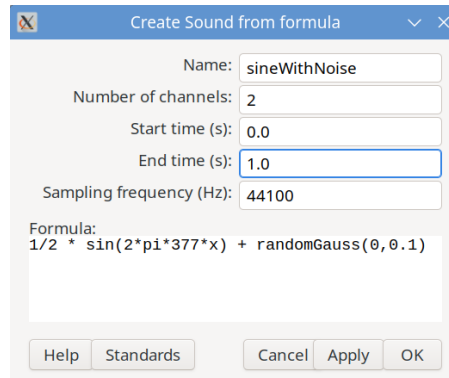 Create Sound from formula
Name: sineWithNoise
Number of channels: 2
Start time (s): 0.0
End time (s): 1.0
Sampling frequency (Hz): 44100
Formula:
1/2 * sin(2*pi*377*x) + randomGauss(0,0.1)
Help Standards Cancel Apply OK